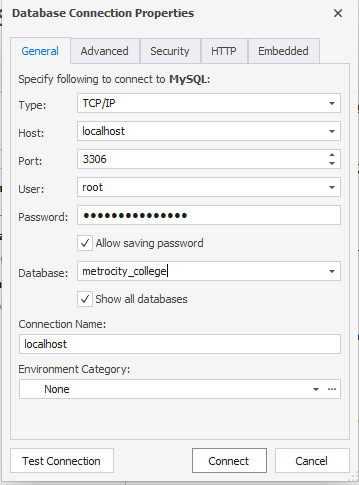 Database Connection Properties
General Advanced Security HTTP Embedded
Specify following to connect to MySQL:
Type: TCP/IP
Host: localhost
Port: 3306
User: root
Password: •••••••••••••••
Allow saving password
Database: metrocity_college
Show all databases
Connection Name:
localhost
Environment Category:
None
Test Connection Connect Cancel